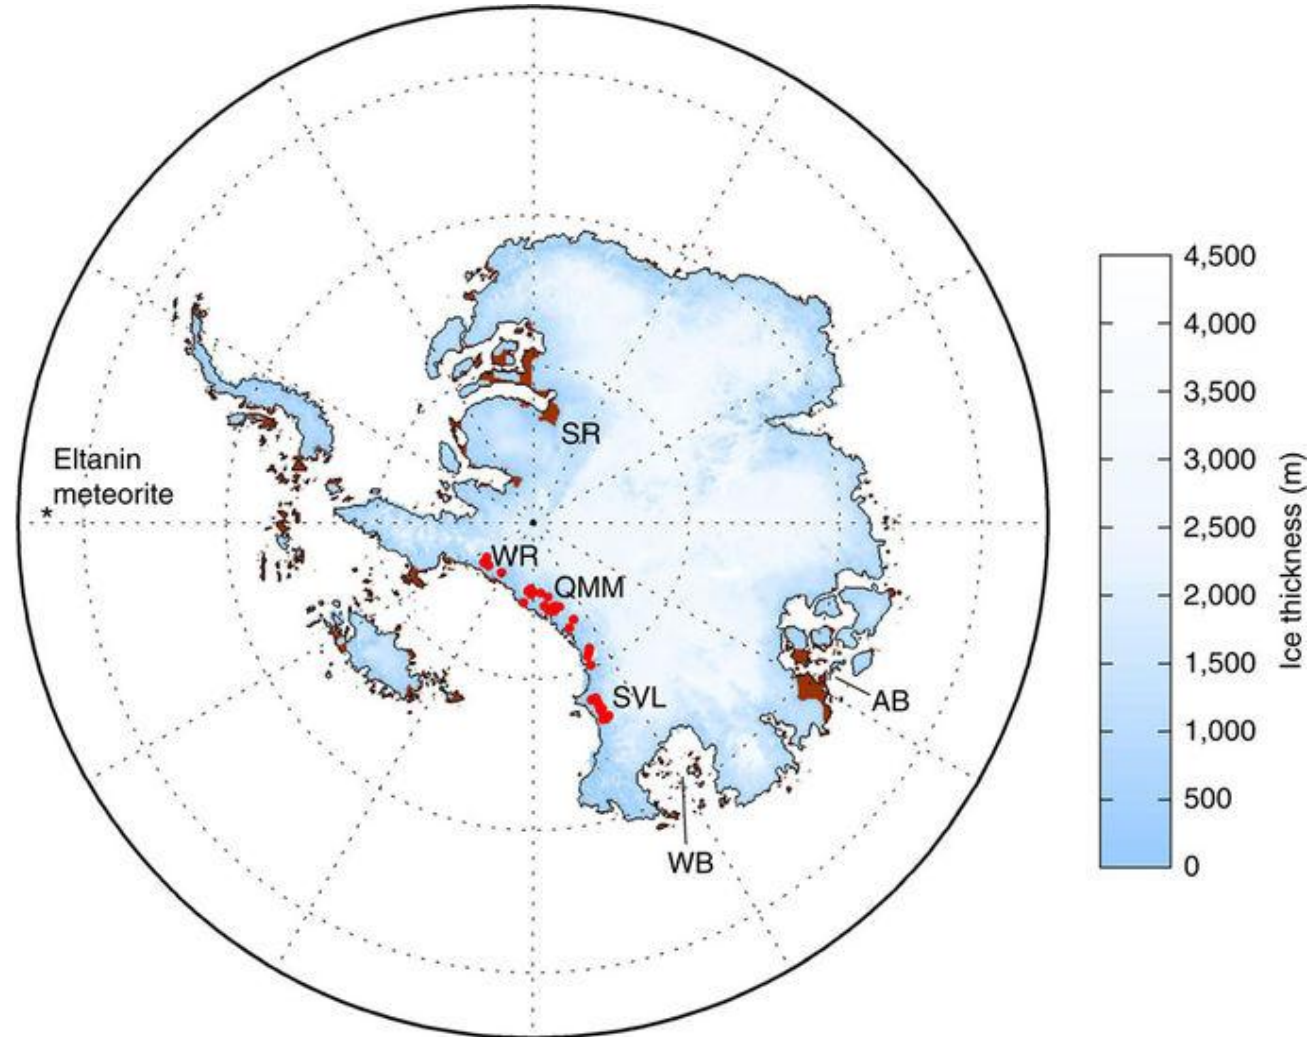 Eltanin
meteorite
*
SR
WR
QMM
SVL
AB
WB
4,500
4,000
3,500
3,000
2,500
2,000
1,500
1,000
500
0
Ice thickness (m)